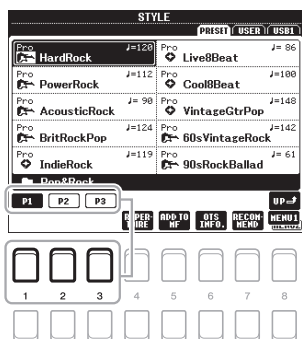 STYLE
PRESET USER USB1
Pro ♩=120 HardRock
Pro ♩= 86 Live8Beat
Pro ♩=112 PowerRock
Pro ♩=100 Cool8Beat
Pro ♩= 90 AcousticRock
Pro ♩=148 VintageGtrPop
Pro ♩=124 BritRockPop
Pro ♩=142 60sVintageRock
Pro ♩=119 IndieRock
Pro ♩= 61 90sRockBallad
Pop&Rock
P1 P2 P3 UP
ADD TO MF
OTS INFO.
RECOM-MEND
MENU1
1 2 3 4 5 6 7 8